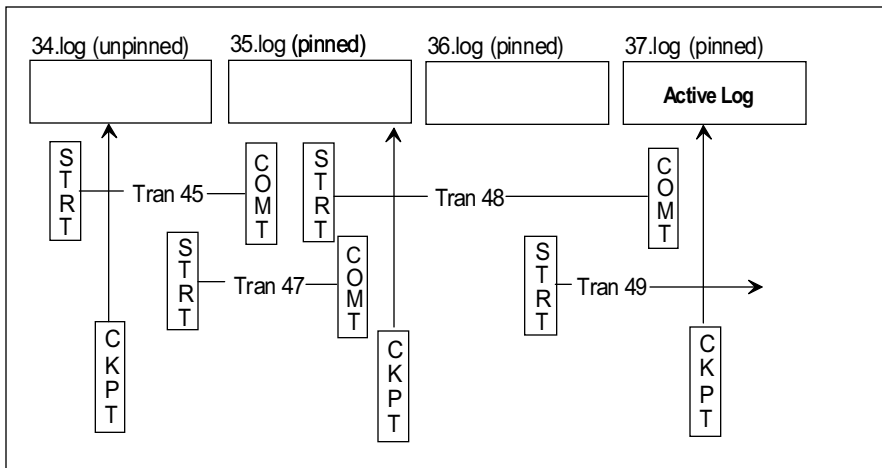 34.log (unpinned)
35.log (pinned)
36.log (pinned)
37.log (pinned)
Active Log
STRT
Tran 45
COMT
STRT
Tran 48
COMT
STRT
Tran 47
COMT
STRT
Tran 49
CKPT
CKPT
CKPT